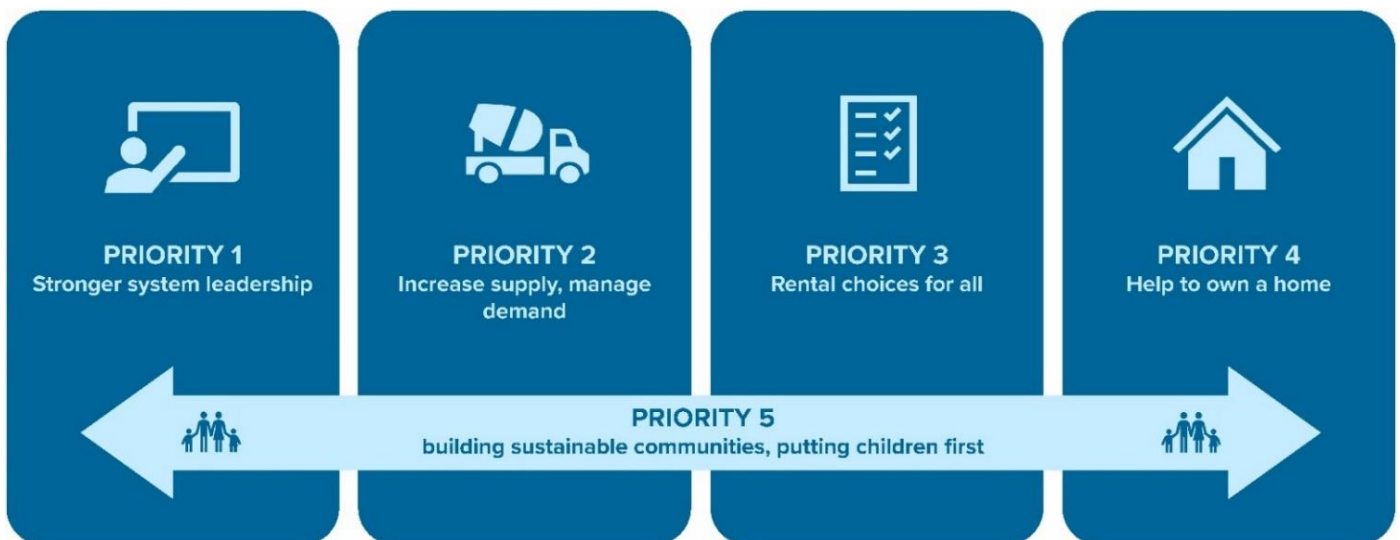 PRIORITY 1
Stronger system leadership
PRIORITY 2
Increase supply, manage
demand
PRIORITY 3
Rental choices for all
PRIORITY 4
Help to own a home
PRIORITY 5
building sustainable communities, putting children first